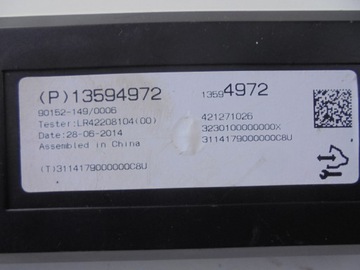 (P)13594972
13594972
90152-149/0006
Tester:LR42208104(00)
Date:28-06-2014
Assembled in China
421271026
3230100000000X
3114179000000C8U
(T)3114179000000C8U